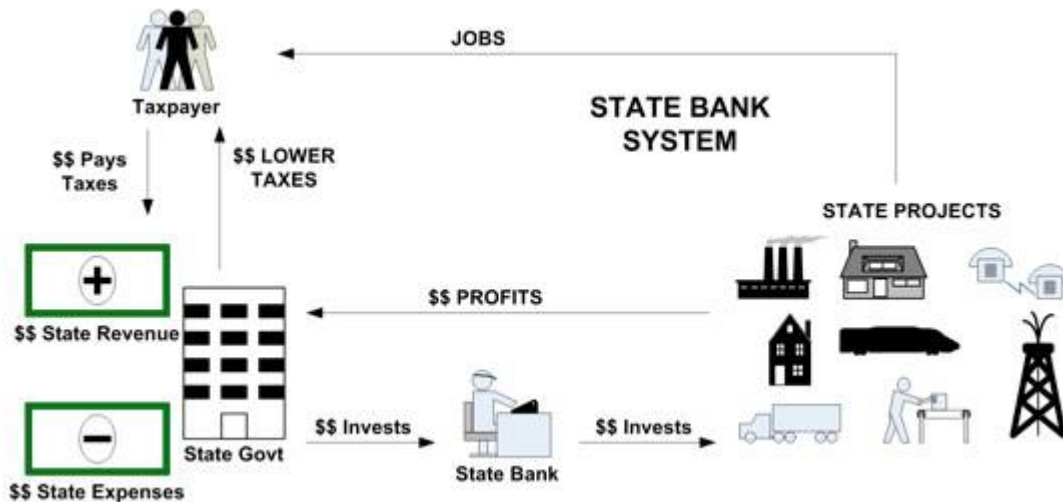 JOBS
Taxpayer
STATE BANK
SYSTEM
$$ Pays
Taxes
$$ LOWER
TAXES
STATE PROJECTS
+
$$ PROFITS
$$ State Revenue
−
$$ Invests
$$ Invests
State Govt
State Bank
$$ State Expenses